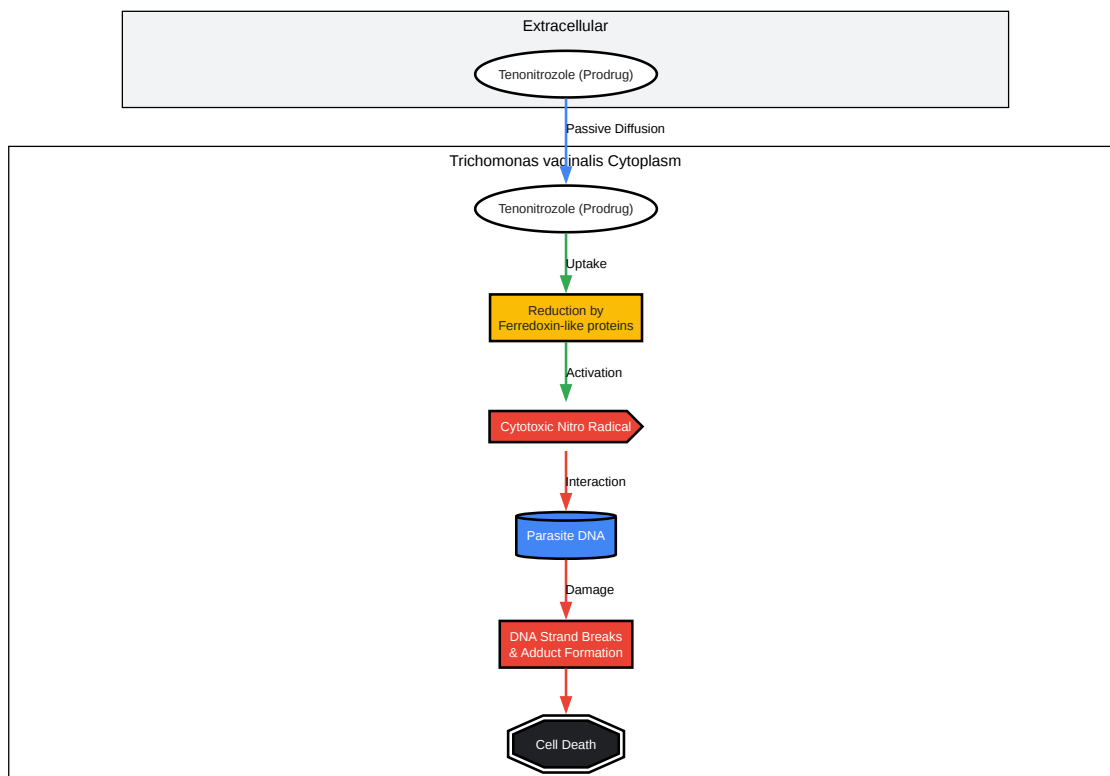 Extracellular
Tenonitrozole (Prodrug)
Passive Diffusion
Trichomonas vaginalis Cytoplasm
Tenonitrozole (Prodrug)
Uptake
Reduction by
Ferredoxin-like proteins
Activation
Cytotoxic Nitro Radical
Interaction
Parasite DNA
Damage
DNA Strand Breaks
& Adduct Formation
Cell Death